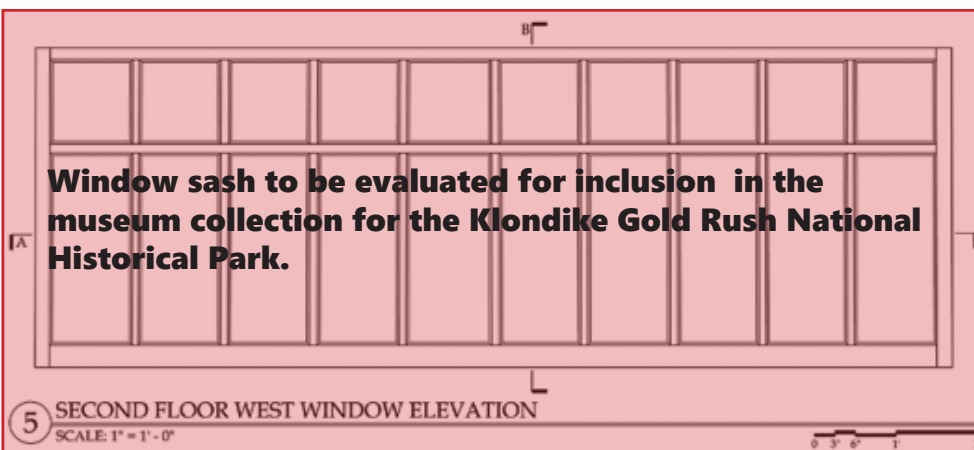 B
Window sash to be evaluated for inclusion in the
museum collection for the Klondike Gold Rush National
Historical Park.
A
5 SECOND FLOOR WEST WINDOW ELEVATION
SCALE: 1" = 1' - 0"
0 3" 6" 1'